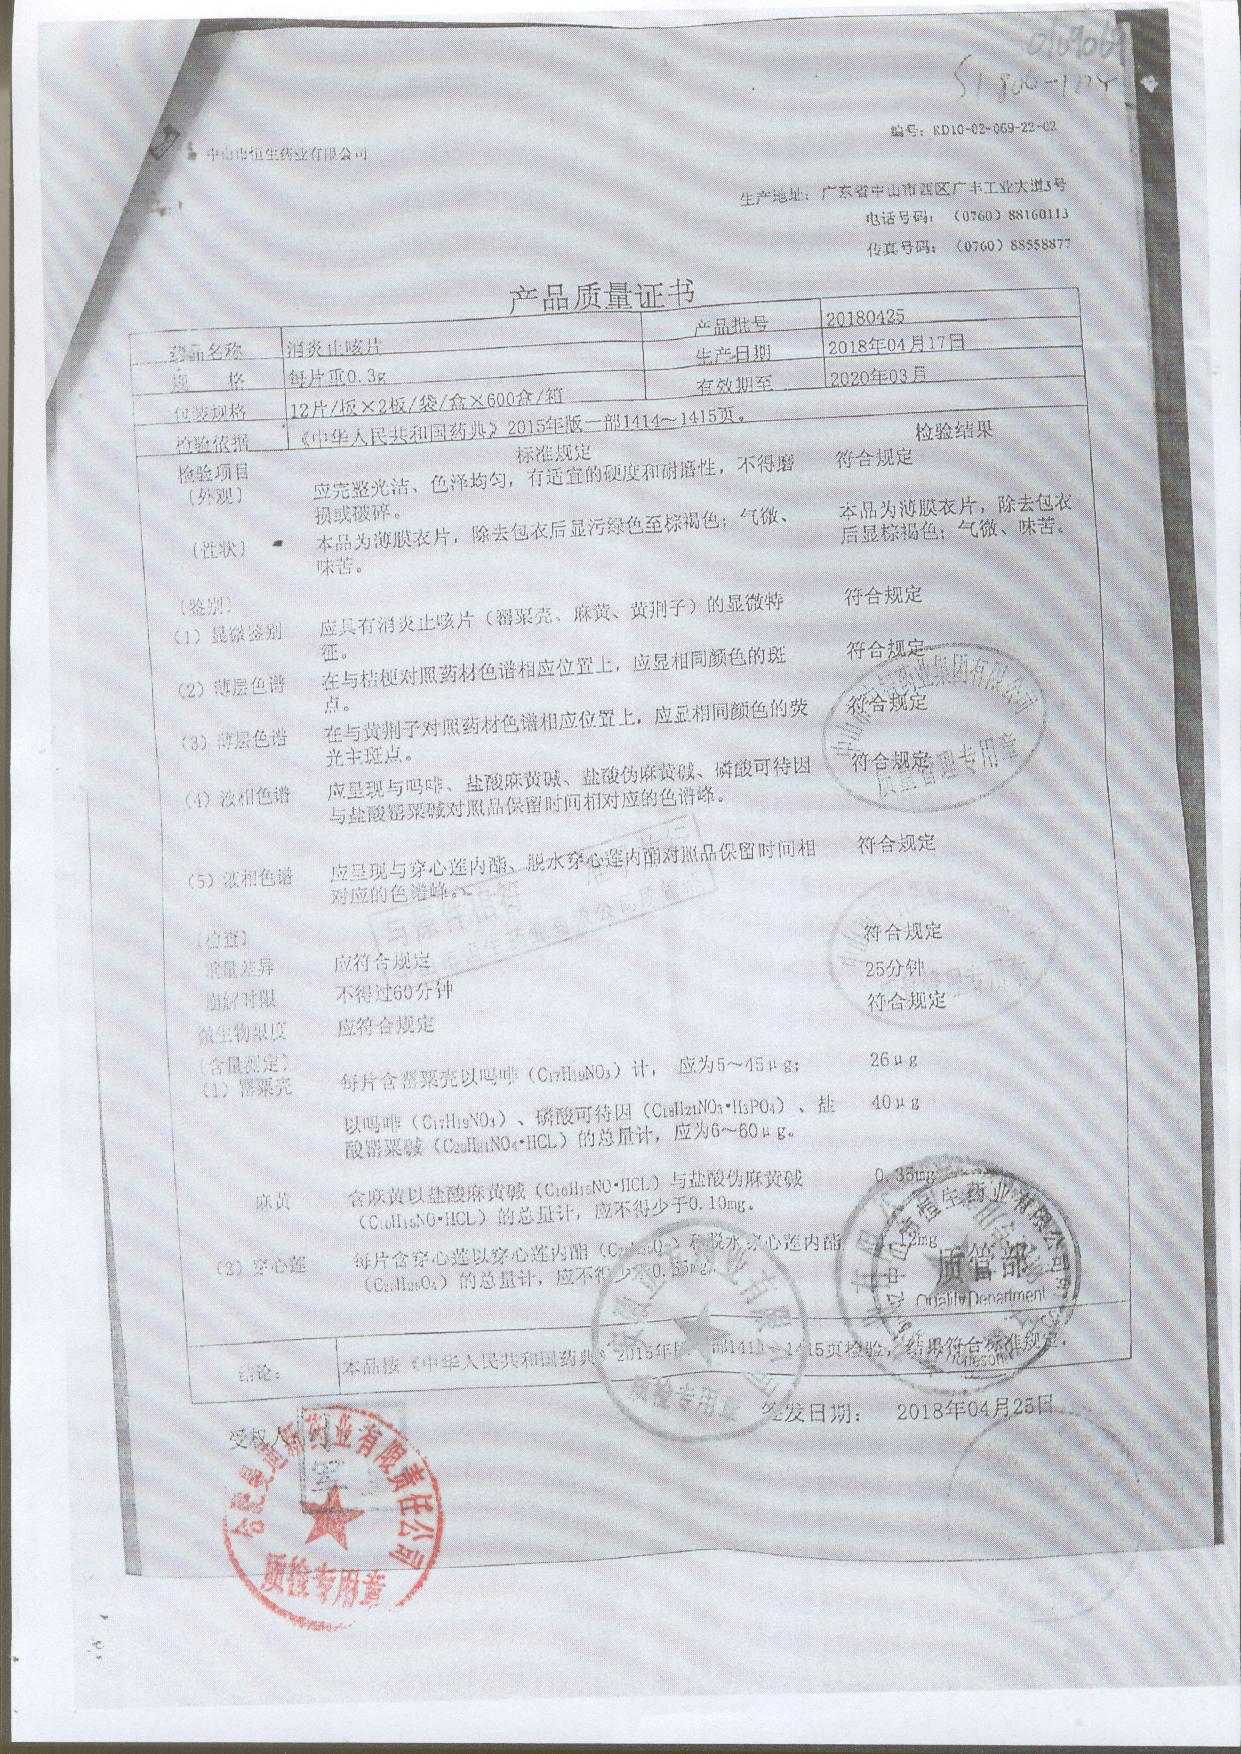 编号：RD10-02-069-22-02
中山市恒生药业有限公司
生产地址：广东省中山市西区广丰工业大道3号
电话号码：（0760）88160113
传真号码：（0760）88558877
产品质量证书
药品名称 消炎止咳片 产品批号 20180425
规 格 每片重0.3g 生产日期 2018年04月17日
包装规格 12片/板×2板/袋/盒×600盒/箱 有效期至 2020年03月
检验依据 《中华人民共和国药典》2015年版一部1414～1415页。
检验项目 标准规定 检验结果
（外观） 应完整光洁、色泽均匀，有适宜的硬度和耐磨性，不得磨 符合规定
损或破碎。
（性状） 本品为薄膜衣片，除去包衣后显污绿色至棕褐色；气微、 本品为薄膜衣片，除去包衣
味苦。 后显棕褐色；气微、味苦。
（鉴别）
（1）显微鉴别 应具有消炎止咳片（罂粟壳、麻黄、黄荆子）的显微特 符合规定
征。
（2）薄层色谱 在与桔梗对照药材色谱相应位置上，应显相同颜色的斑 符合规定
点。
（3）薄层色谱 在与黄荆子对照药材色谱相应位置上，应显相同颜色的荧 符合规定
光主斑点。
（4）液相色谱 应呈现与吗啡、盐酸麻黄碱、盐酸伪麻黄碱、磷酸可待因 符合规定
与盐酸罂粟碱对照品保留时间相对应的色谱峰。
（5）液相色谱 应呈现与穿心莲内酯、脱水穿心莲内酯对照品保留时间相 符合规定
对应的色谱峰。
（检查）
重量差异 应符合规定 符合规定
崩解时限 不得过60分钟 25分钟
微生物限度 应符合规定 符合规定
（含量测定）
（1）罂粟壳 每片含罂粟壳以吗啡（C17H19NO3）计， 应为5～45μg； 26μg
以吗啡（C17H19NO3）、磷酸可待因（C18H21NO3•H3PO4）、盐 40μg
酸罂粟碱（C20H21NO4•HCL）的总量计，应为6～60μg。
麻黄 含麻黄以盐酸麻黄碱（C10H15NO•HCL）与盐酸伪麻黄碱 0.35mg
（C10H15NO•HCL）的总量计，应不得少于0.10mg。
（2）穿心莲 每片含穿心莲以穿心莲内酯 和脱水穿心莲内酯
的总量计，应不得少于
结论： 本品按《中华人民共和国药典》2015年版一部1414～1415页检验，结果符合标准规定。
签发日期： 2018年04月25日
受权人
质量管理专用章
质管部
Quality Department
质检专用章
有限责任公司
质检专用章